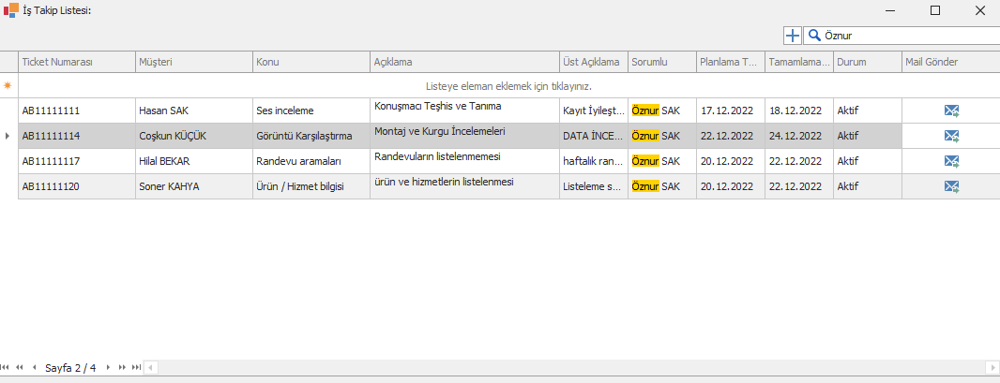 İş Takip Listesi:
Öznur
Ticket Numarası Müşteri Konu Açıklama Üst Açıklama Sorumlu Planlama T... Tamamlama... Durum Mail Gönder
Listeye eleman eklemek için tıklayınız.
AB11111111 Hasan SAK Ses inceleme Konuşmacı Teşhis ve Tanıma Kayıt İyileşt... Öznur SAK 17.12.2022 18.12.2022 Aktif
AB11111114 Coşkun KÜÇÜK Görüntü Karşılaştırma Montaj ve Kurgu İncelemeleri DATA İNCE... Öznur SAK 22.12.2022 24.12.2022 Aktif
AB11111117 Hilal BEKAR Randevu aramaları Randevuların listelenmemesi haftalık ran... Öznur SAK 20.12.2022 22.12.2022 Aktif
AB11111120 Soner KAHYA Ürün / Hizmet bilgisi ürün ve hizmetlerin listelenmesi Listeleme s... Öznur SAK 20.12.2022 22.12.2022 Aktif
Sayfa 2 / 4